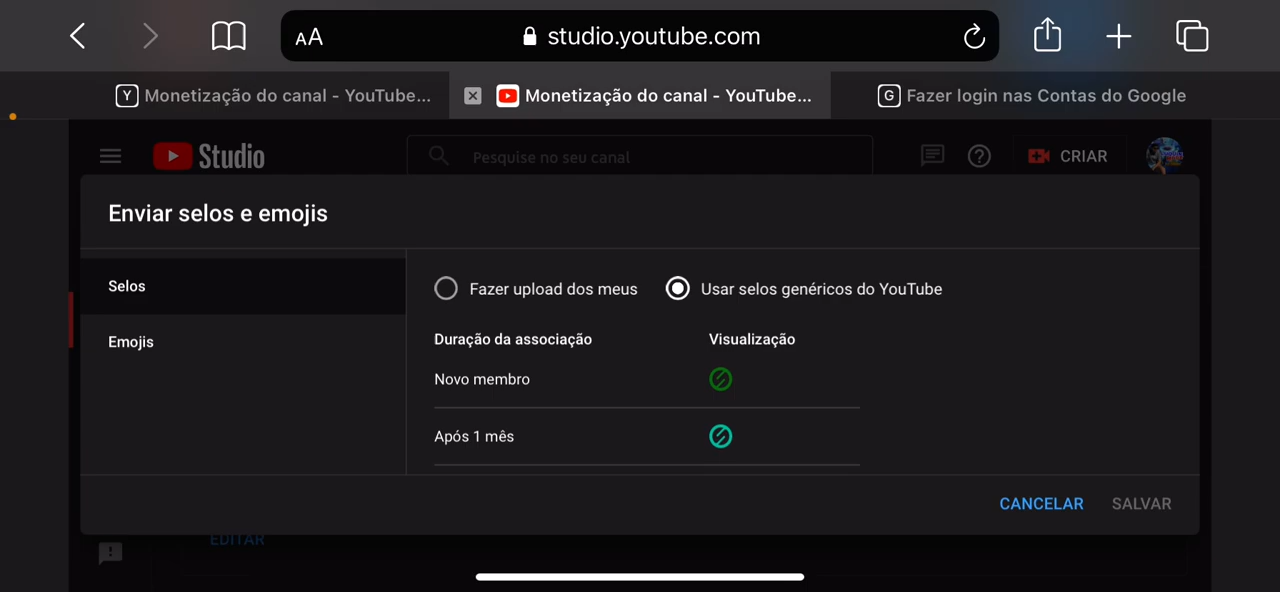 AA studio.youtube.com
Y Monetização do canal - YouTube... Monetização do canal - YouTube... G Fazer login nas Contas do Google
Studio Pesquise no seu canal CRIAR
Enviar selos e emojis
Selos
Emojis
Fazer upload dos meus Usar selos genéricos do YouTube
Duração da associação Visualização
Novo membro
Após 1 mês
CANCELAR SALVAR
EDITAR